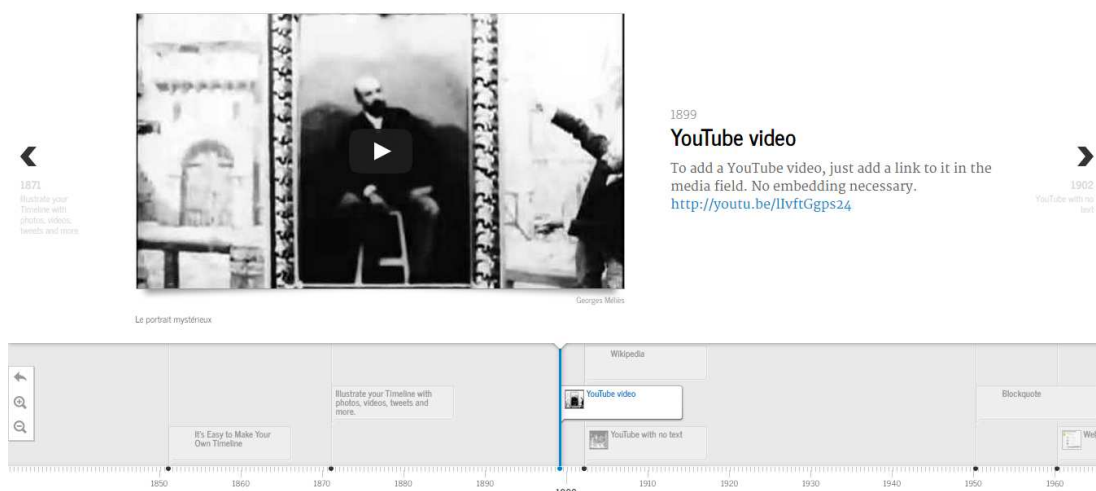 1899
YouTube video
To add a YouTube video, just add a link to it in the
media field. No embedding necessary.
http://youtu.be/lIvftGgps24
1871
Illustrate your
Timeline with
photos, videos,
tweets and more
1902
YouTube with no
text
Georges Méliès
Le portrait mystérieux
Wikipedia
Illustrate your Timeline with
photos, videos, tweets and
more.
YouTube video
Blockquote
It's Easy to Make Your
Own Timeline
YouTube with no text
1850
1860
1870
1880
1890
1910
1920
1930
1940
1950
1960